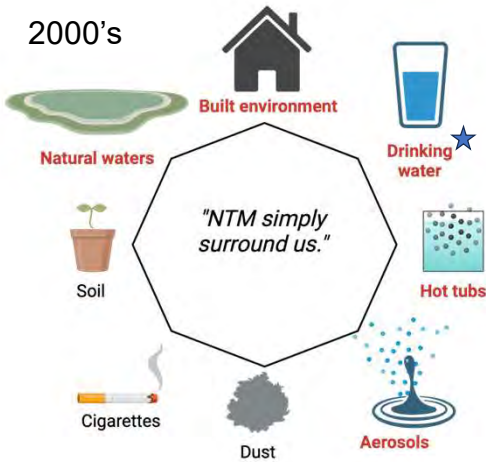 2000's
Built environment
Natural waters
Drinking
water
"NTM simply
surround us."
Soil
Hot tubs
Cigarettes
Dust
Aerosols